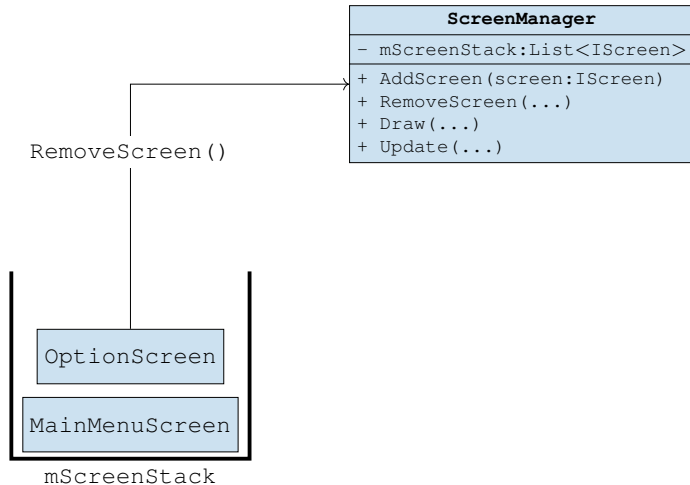 ScreenManager
- mScreenStack:List<IScreen>
+ AddScreen(screen:IScreen)
+ RemoveScreen(...)
+ Draw(...)
+ Update(...)
RemoveScreen()
OptionScreen
MainMenuScreen
mScreenStack